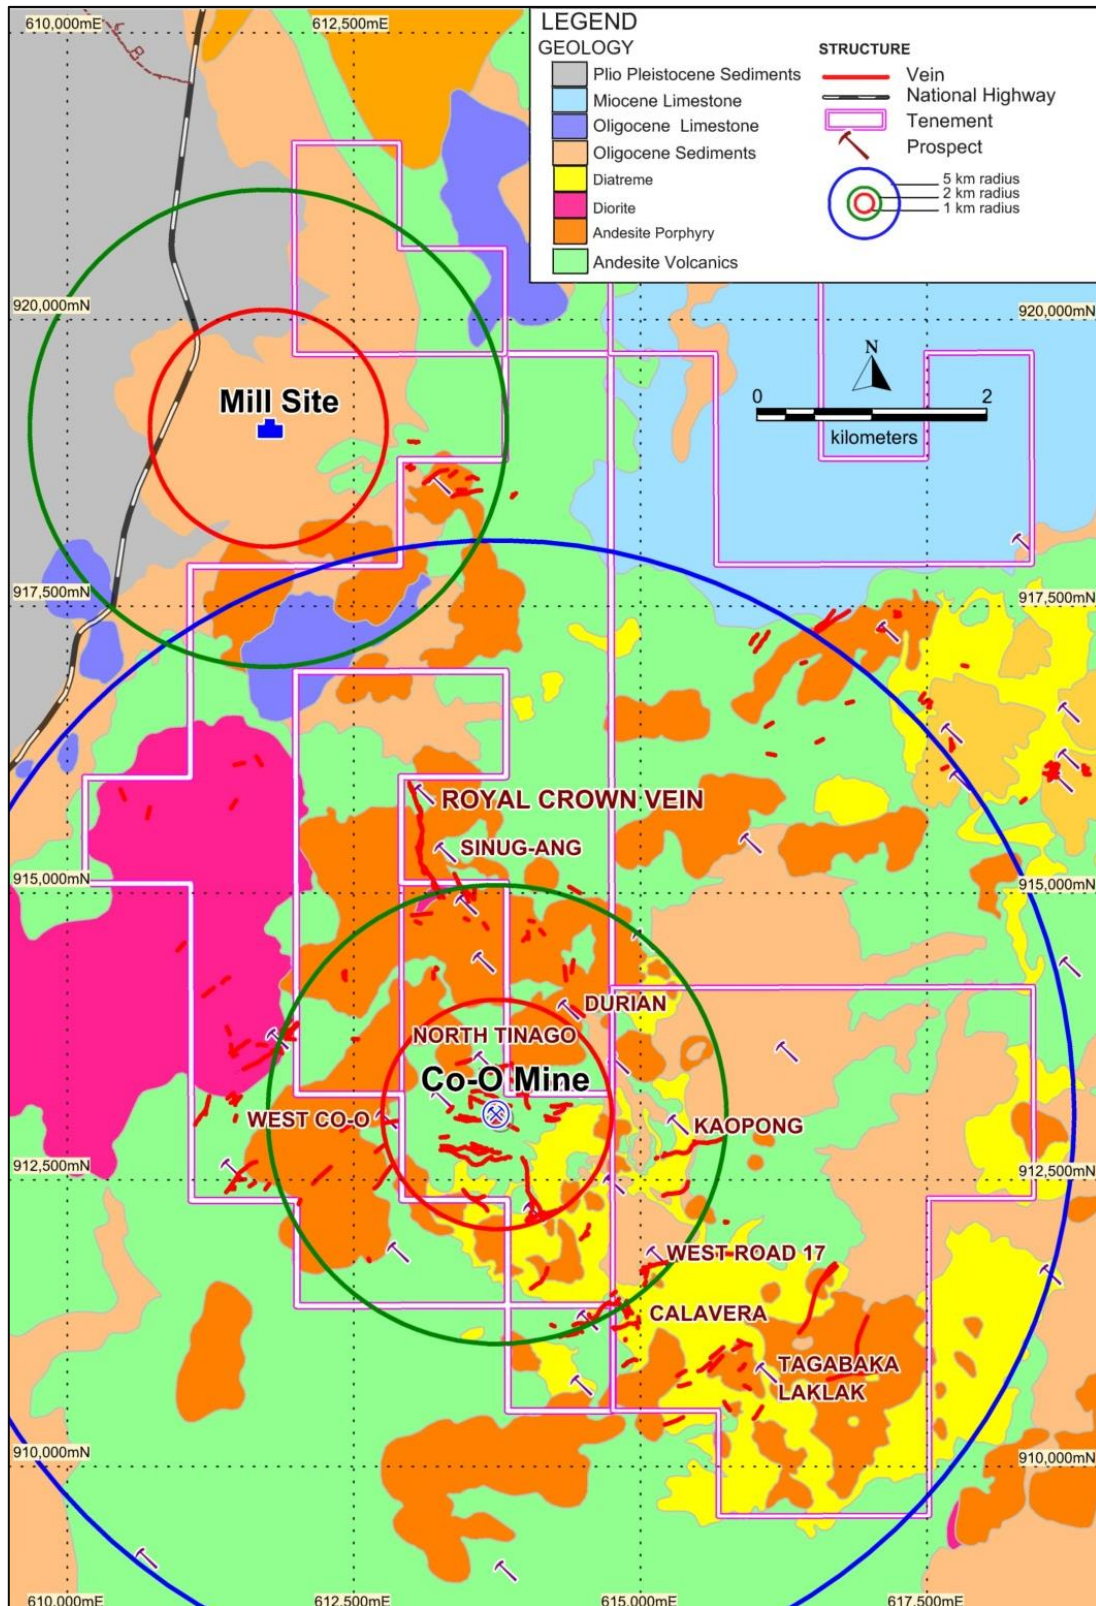 610,000mE
612,500mE
LEGEND
GEOLOGY
Plio Pleistocene Sediments
Miocene Limestone
Oligocene Limestone
Oligocene Sediments
Diatreme
Diorite
Andesite Porphyry
Andesite Volcanics
STRUCTURE
Vein
National Highway
Tenement
Prospect
5 km radius
2 km radius
1 km radius
920,000mN
920,000mN
N
0 2
kilometers
Mill Site
917,500mN
917,500mN
ROYAL CROWN VEIN
SINUG-ANG
915,000mN
915,000mN
DURIAN
NORTH TINAGO
Co-O Mine
WEST CO-O
KAOPONG
912,500mN
912,500mN
WEST ROAD 17
CALAVERA
TAGABAKA
LAKLAK
910,000mN
910,000mN
610,000mE
612,500mE
615,000mE
617,500mE